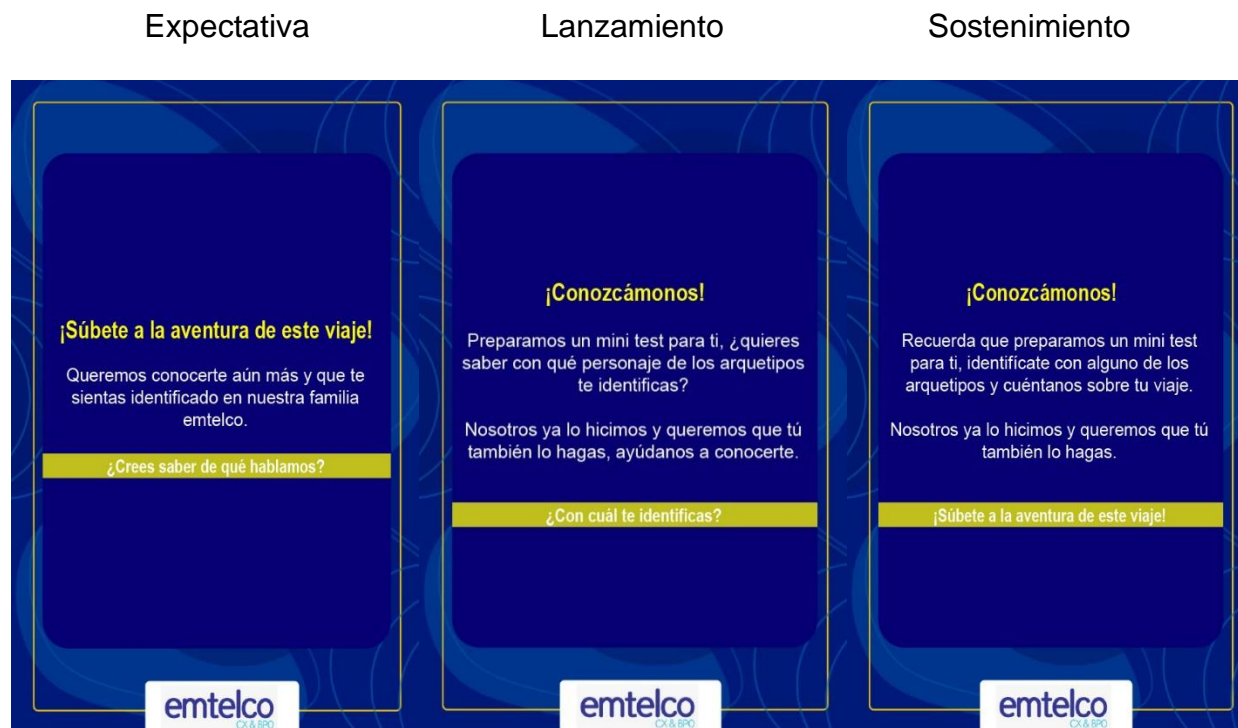 Expectativa
Lanzamiento
Sostenimiento
¡Súbete a la aventura de este viaje!
Queremos conocerte aún más y que te
sientas identificado en nuestra familia
emtelco.
¿Crees saber de qué hablamos?
emtelco
CX & BPO
¡Conozcámonos!
Preparamos un mini test para ti, ¿quieres
saber con qué personaje de los arquetipos
te identificas?
Nosotros ya lo hicimos y queremos que tú
también lo hagas, ayúdanos a conocerte.
¿Con cuál te identificas?
emtelco
CX & BPO
¡Conozcámonos!
Recuerda que preparamos un mini test
para ti, identifícate con alguno de los
arquetipos y cuéntanos sobre tu viaje.
Nosotros ya lo hicimos y queremos que tú
también lo hagas.
¡Súbete a la aventura de este viaje!
emtelco
CX & BPO